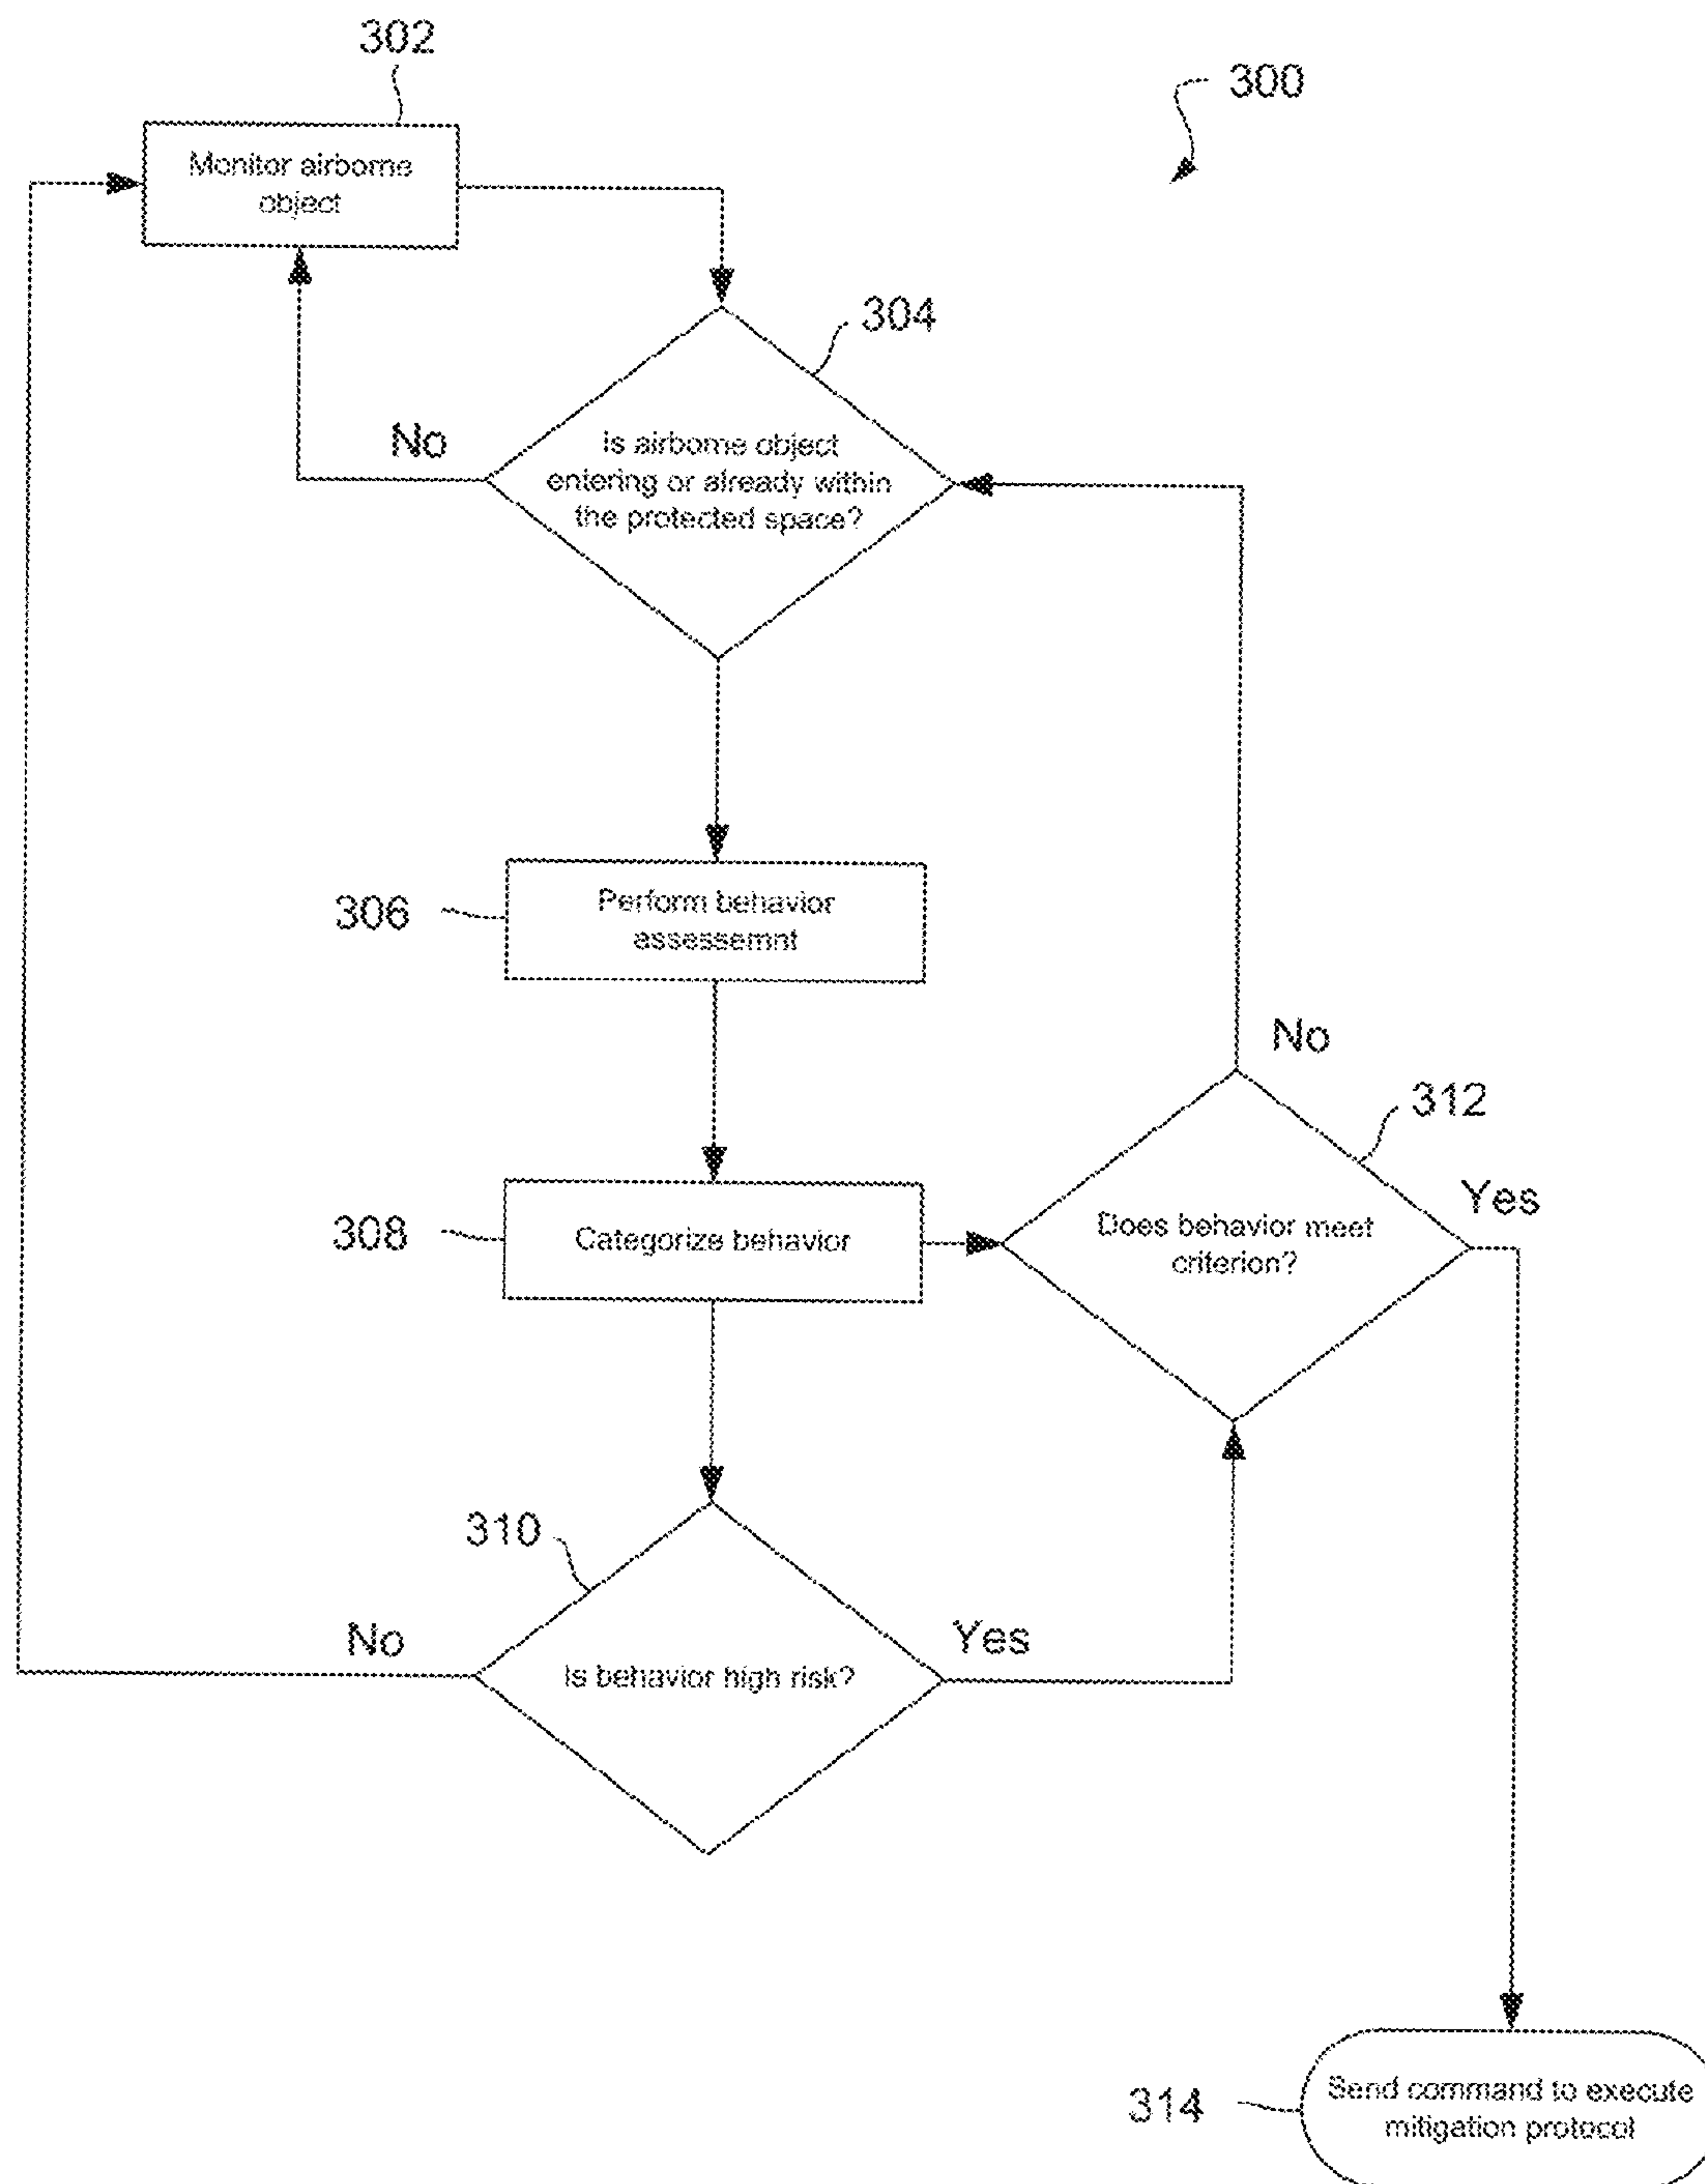 302
300
Monitor airborne
object
304
No
Is airborne object
entering or already within
the protected space?
306
Perform behavior
assessemnt
No
312
Yes
308
Categorize behavior
Does behavior meet
criterion?
310
No
Yes
Is behavior high risk?
314
Send command to execute
mitigation protocol